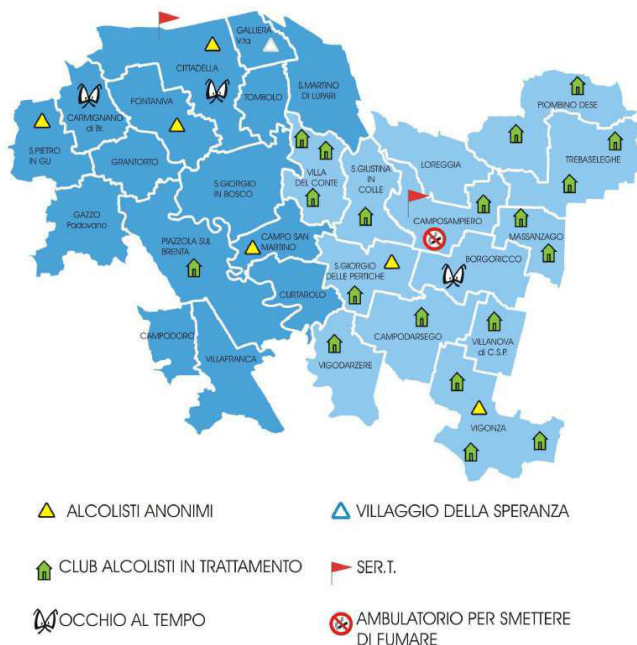 GALLIERA
V.ta
CITTADELLA
S.MARTINO
DI LUPARI
TOMBOLO
FONTANIVA
CARMIGNANO
di Br.
S.PIETRO
IN GU
GRANTORTO
GAZZO
Padovano
S.GIORGIO
IN BOSCO
VILLA
DEL CONTE
S.GIUSTINA
IN
COLLE
LOREGGIA
PIOMBINO DESE
TREBASELEGHE
CAMPOSAMPIERO
MASSANZAGO
PIAZZOLA SUL
BRENTA
CAMPO SAN
MARTINO
S.GIORGIO
DELLE PERTICHE
BORGORICCO
CURTAROLO
CAMPODORO
VILLAFRANCA
VIGODARZERE
CAMPODARSEGO
VILLANOVA
di C.S.P.
VIGONZA
ALCOLISTI ANONIMI
VILLAGGIO DELLA SPERANZA
CLUB ALCOLISTI IN TRATTAMENTO
SER.T.
OCCHIO AL TEMPO
AMBULATORIO PER SMETTERE
DI FUMARE